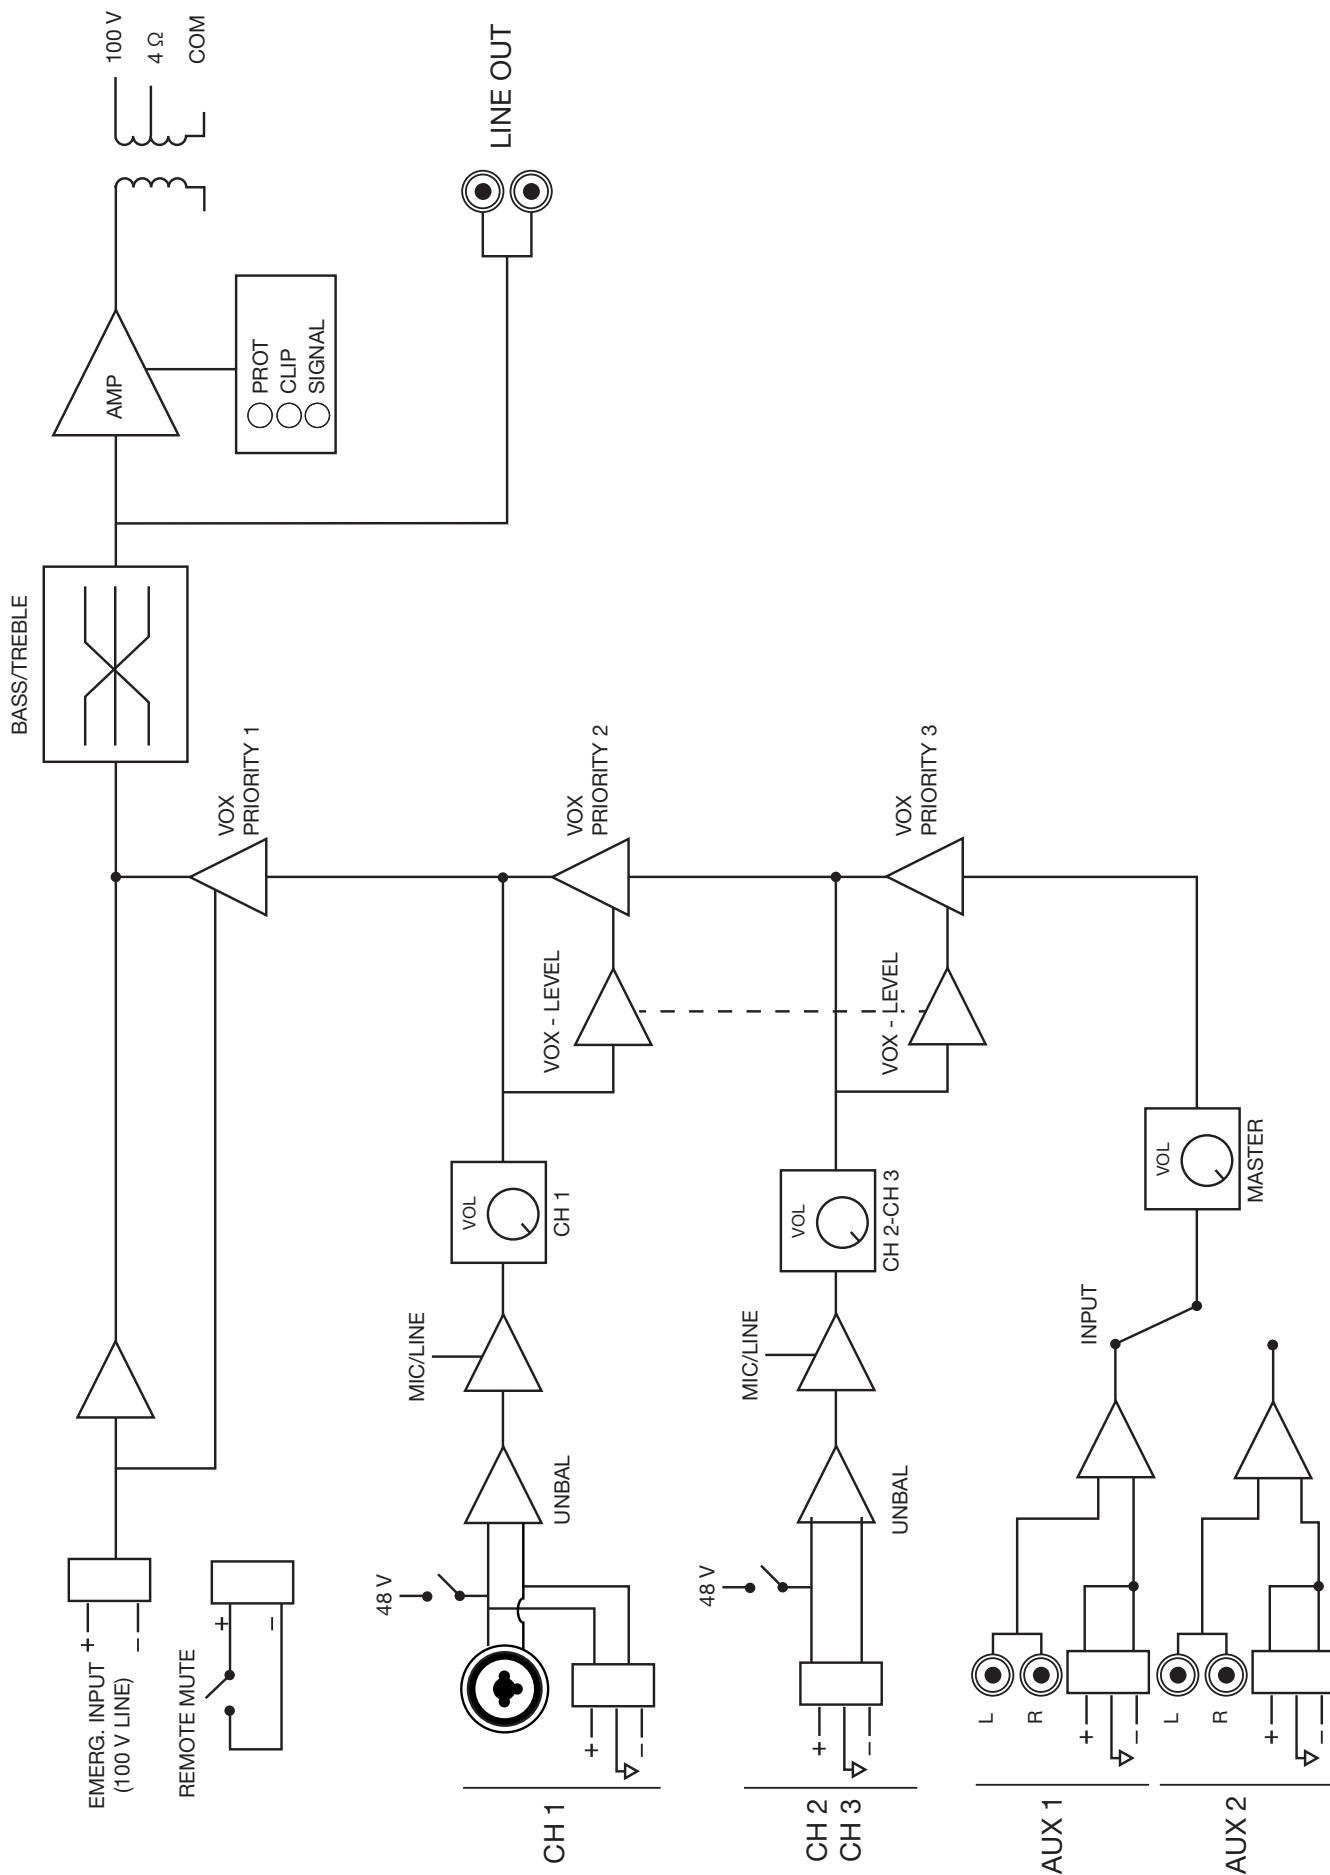 EMERG. INPUT
(100 V LINE)
+
–
REMOTE MUTE
+
–
BASS/TREBLE
AMP
PROT
CLIP
SIGNAL
100 V
4 Ω
COM
LINE OUT
VOX
PRIORITY 1
CH 1
+
–
48 V
UNBAL
MIC/LINE
VOL
CH 1
VOX - LEVEL
VOX
PRIORITY 2
CH 2
CH 3
+
–
48 V
UNBAL
MIC/LINE
VOL
CH 2-CH 3
VOX - LEVEL
VOX
PRIORITY 3
AUX 1
L
R
+
–
INPUT
VOL
MASTER
AUX 2
L
R
+
–